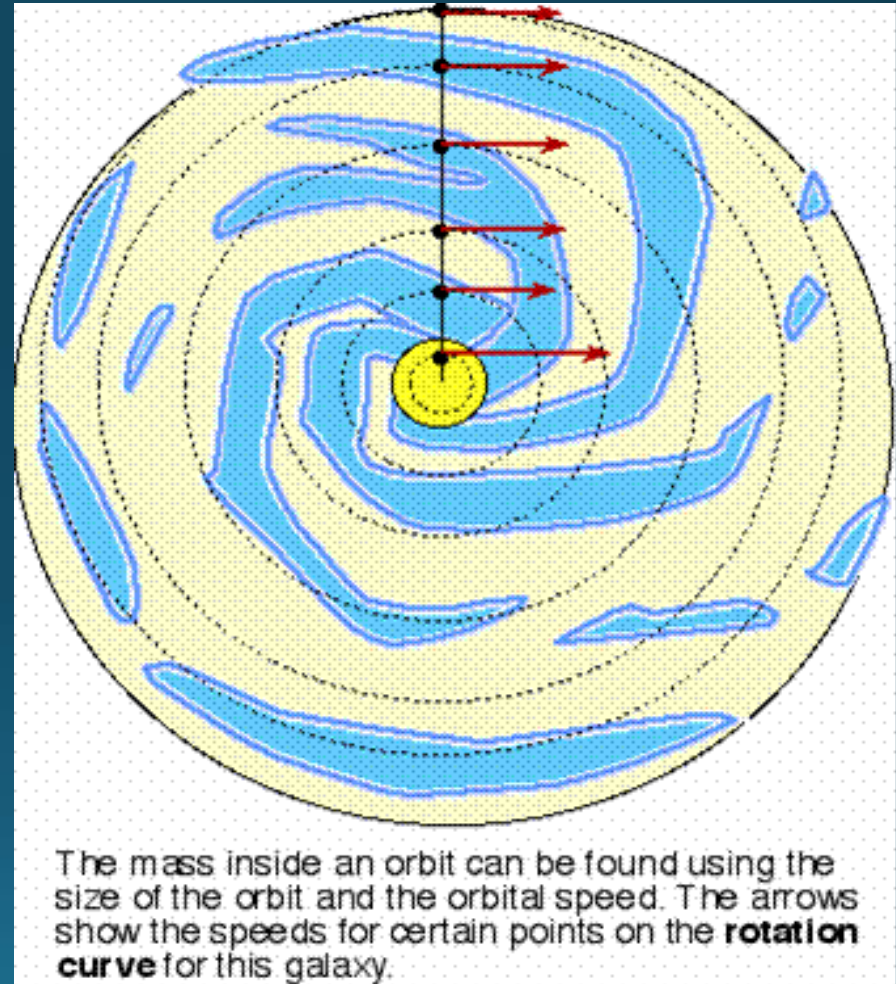 The mass inside an orbit can be found using the
size of the orbit and the orbital speed. The arrows
show the speeds for certain points on the rotation
curve for this galaxy.